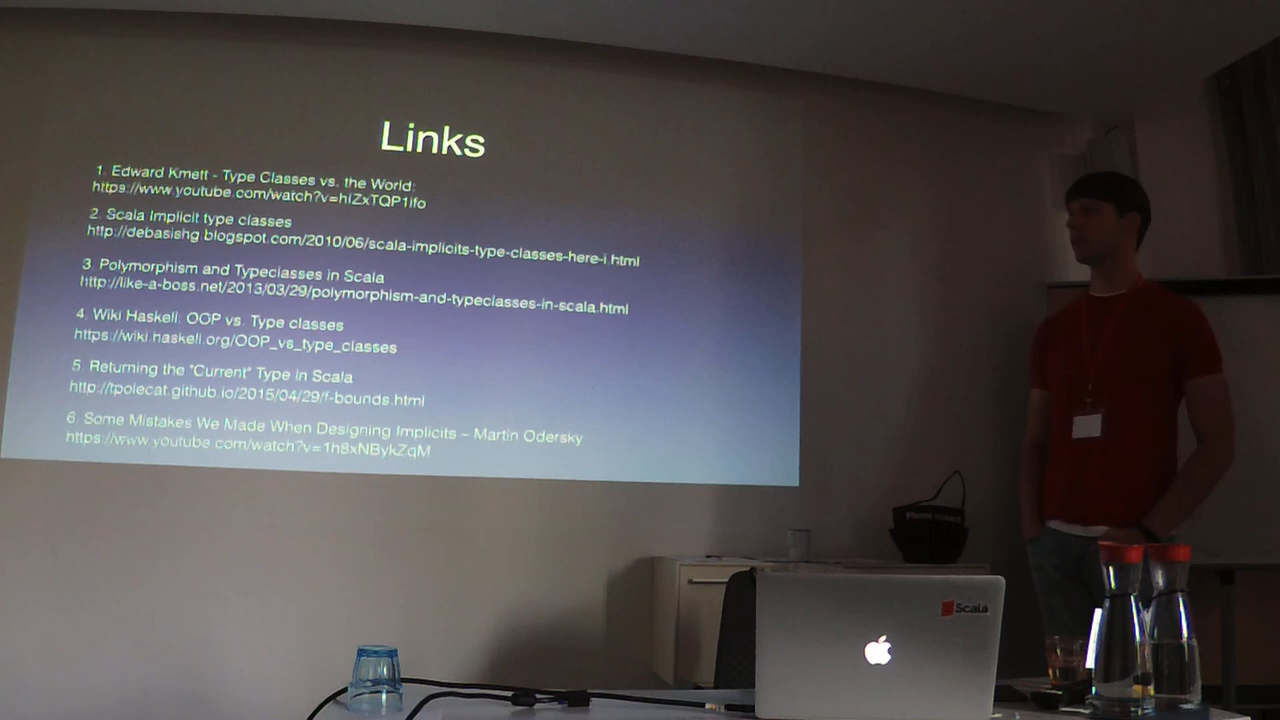 Links
1. Edward Kmett - Type Classes vs. the World:
https://www.youtube.com/watch?v=hIZxTQP1ifo
2. Scala Implicit type classes
http://debasishg.blogspot.com/2010/06/scala-implicits-type-classes-here-i.html
3. Polymorphism and Typeclasses in Scala
http://like-a-boss.net/2013/03/29/polymorphism-and-typeclasses-in-scala.html
4. Wiki Haskell: OOP vs. Type classes
https://wiki.haskell.org/OOP_vs_type_classes
5. Returning the "Current" Type in Scala
http://tpolecat.github.io/2015/04/29/f-bounds.html
6. Some Mistakes We Made When Designing Implicits – Martin Odersky
https://www.youtube.com/watch?v=1h8xNBykZqM
Scala